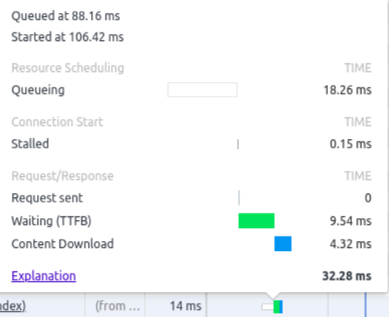 Queued at 88.16 ms
Started at 106.42 ms
Resource Scheduling TIME
Queueing 18.26 ms
Connection Start TIME
Stalled 0.15 ms
Request/Response TIME
Request sent 0
Waiting (TTFB) 9.54 ms
Content Download 4.32 ms
Explanation 32.28 ms
ndex) (from ... 14 ms